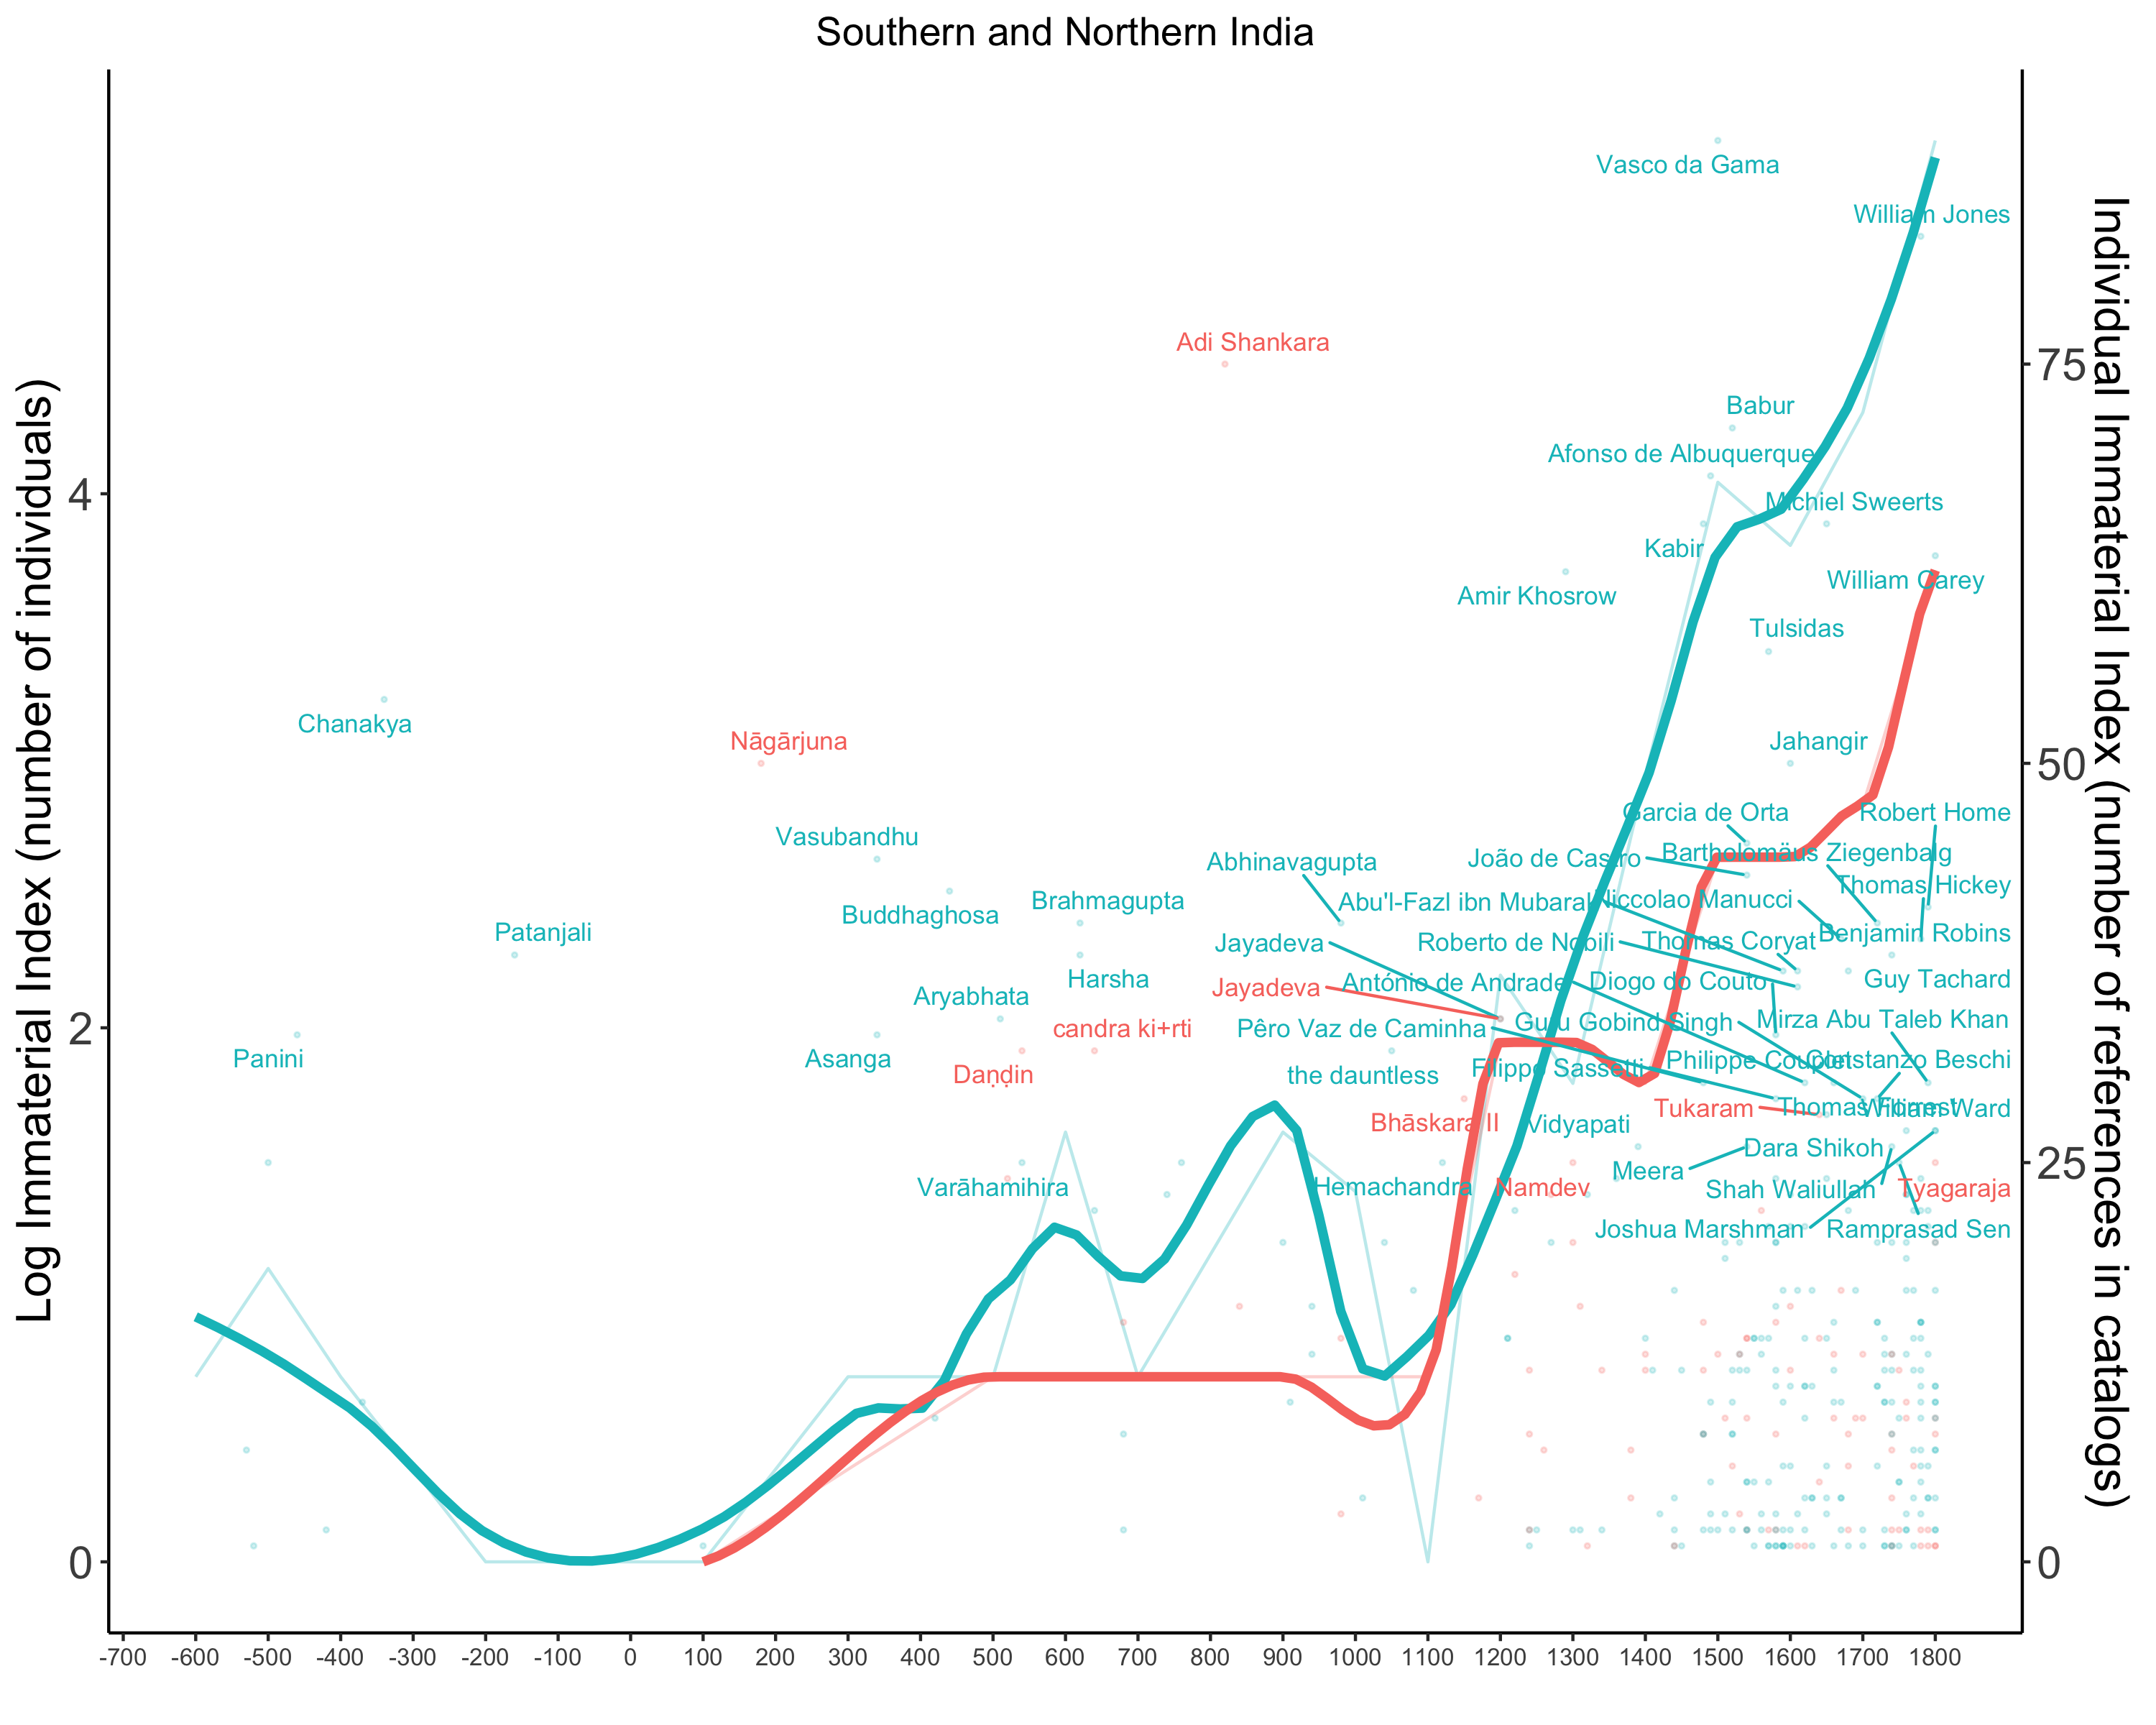 Southern and Northern India
Log Immaterial Index (number of individuals)
Individual Immaterial Index (number of references in catalogs)
4
2
0
75
50
25
0
Vasco da Gama
William Jones
Adi Shankara
Babur
Afonso de Albuquerque
Michiel Sweerts
Kabir
William Carey
Amir Khosrow
Tulsidas
Chanakya
Nāgārjuna
Jahangir
Garcia de Orta
Robert Home
Vasubandhu
Abhinavagupta
João de Castro
Bartholomäus Ziegenbalg
Thomas Hickey
Buddhaghosa
Brahmagupta
Abu'l-Fazl ibn Mubarak
Niccolao Manucci
Patanjali
Jayadeva
Roberto de Nobili
Thomas Coryat
Benjamin Robins
Harsha
Jayadeva
António de Andrade
Diogo do Couto
Guy Tachard
Aryabhata
candra ki+rti
Pêro Vaz de Caminha
Guru Gobind Singh
Mirza Abu Taleb Khan
Panini
Asanga
Daṇḍin
the dauntless
Filippo Sassetti
Philippe Couplet
Constanzo Beschi
Bhāskara II
Vidyapati
Tukaram
Thomas Forrest
William Ward
Meera
Dara Shikoh
Varāhamihira
Hemachandra
Namdev
Shah Waliullah
Tyagaraja
Joshua Marshman
Ramprasad Sen
-700 -600 -500 -400 -300 -200 -100 0 100 200 300 400 500 600 700 800 900 1000 1100 1200 1300 1400 1500 1600 1700 1800